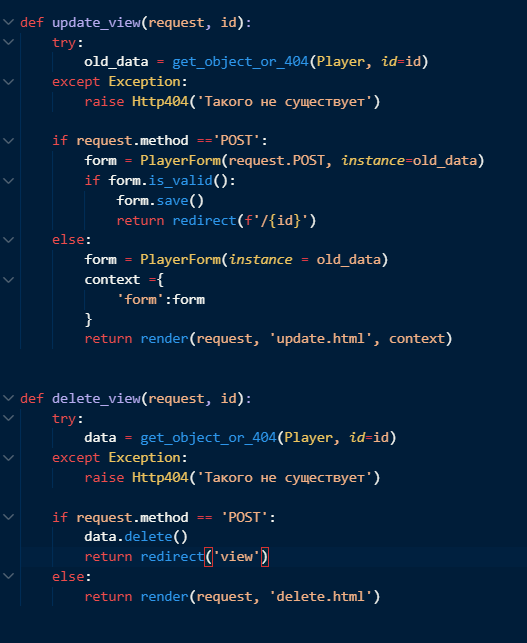 def update_view(request, id):
    try:
        old_data = get_object_or_404(Player, id=id)
    except Exception:
        raise Http404('Такого не существует')
    if request.method =='POST':
        form = PlayerForm(request.POST, instance=old_data)
        if form.is_valid():
            form.save()
            return redirect(f'/{id}')
    else:
        form = PlayerForm(instance = old_data)
        context ={
            'form':form
        }
        return render(request, 'update.html', context)
def delete_view(request, id):
    try:
        data = get_object_or_404(Player, id=id)
    except Exception:
        raise Http404('Такого не существует')
    if request.method == 'POST':
        data.delete()
        return redirect('view')
    else:
        return render(request, 'delete.html')